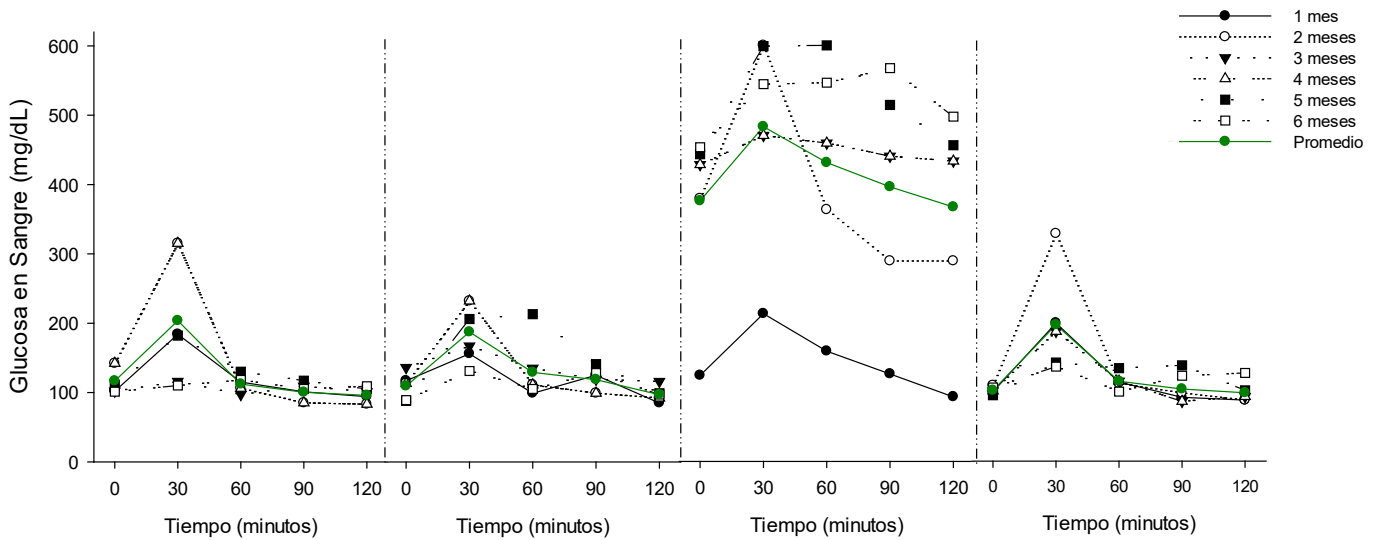 1 mes
2 meses
3 meses
4 meses
5 meses
6 meses
Promedio
Glucosa en Sangre (mg/dL)
600
500
400
300
200
100
0
0 30 60 90 120 0 30 60 90 120 0 30 60 90 120 0 30 60 90 120
Tiempo (minutos) Tiempo (minutos) Tiempo (minutos) Tiempo (minutos)